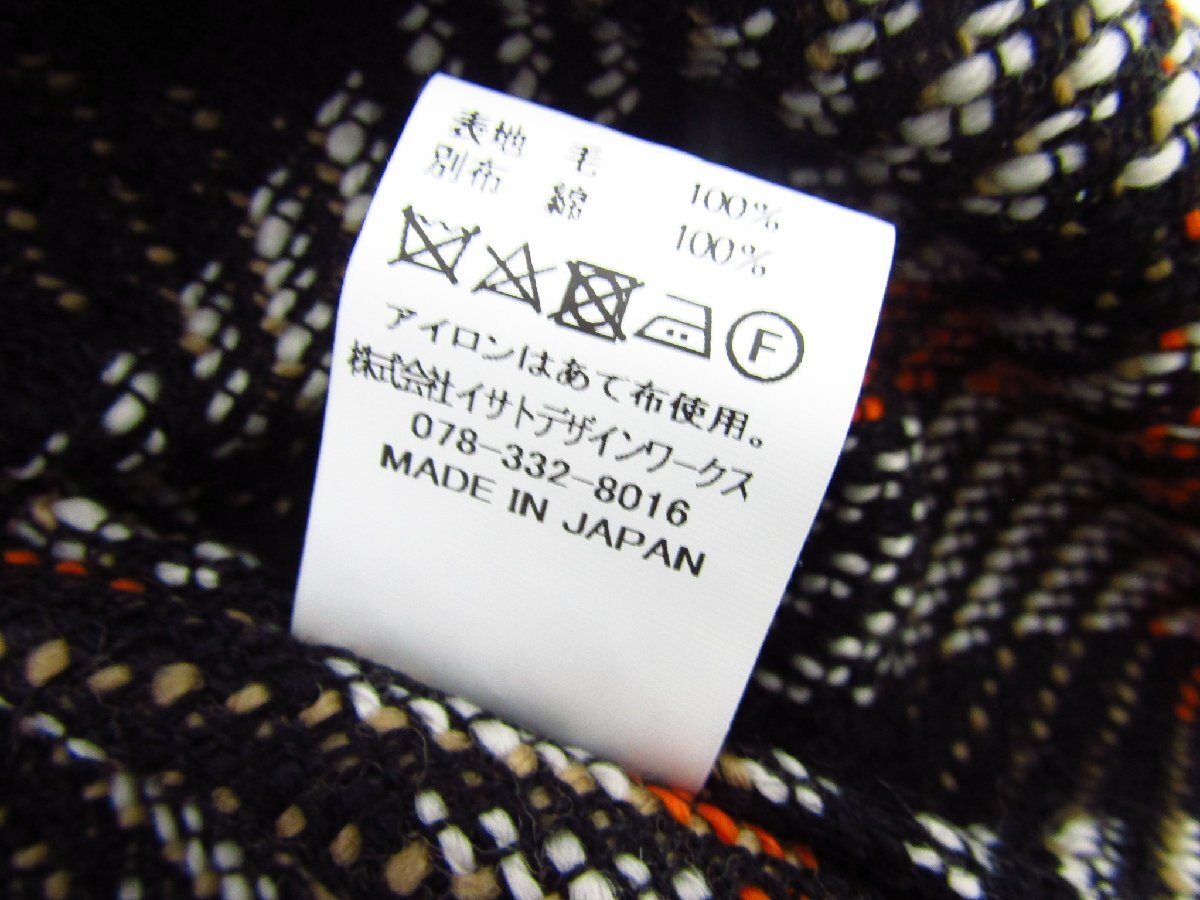 表地 毛 100%
別布 綿 100%
F
アイロンはあて布使用。
株式会社イサトデザインワークス
078-332-8016
MADE IN JAPAN